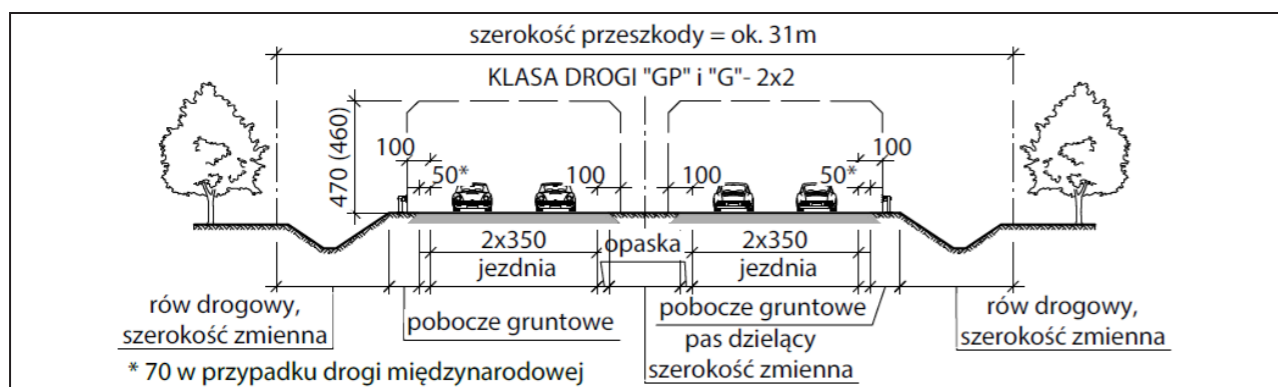 szerokość przeszkody = ok. 31m
KLASA DROGI "GP" i "G"- 2x2
470 (460)
100
50*
100
100
50*
100
2x350
jezdnia
opaska
2x350
jezdnia
rów drogowy,
szerokość zmienna
pobocze gruntowe
pobocze gruntowe
pas dzielący
szerokość zmienna
rów drogowy,
szerokość zmienna
* 70 w przypadku drogi międzynarodowej